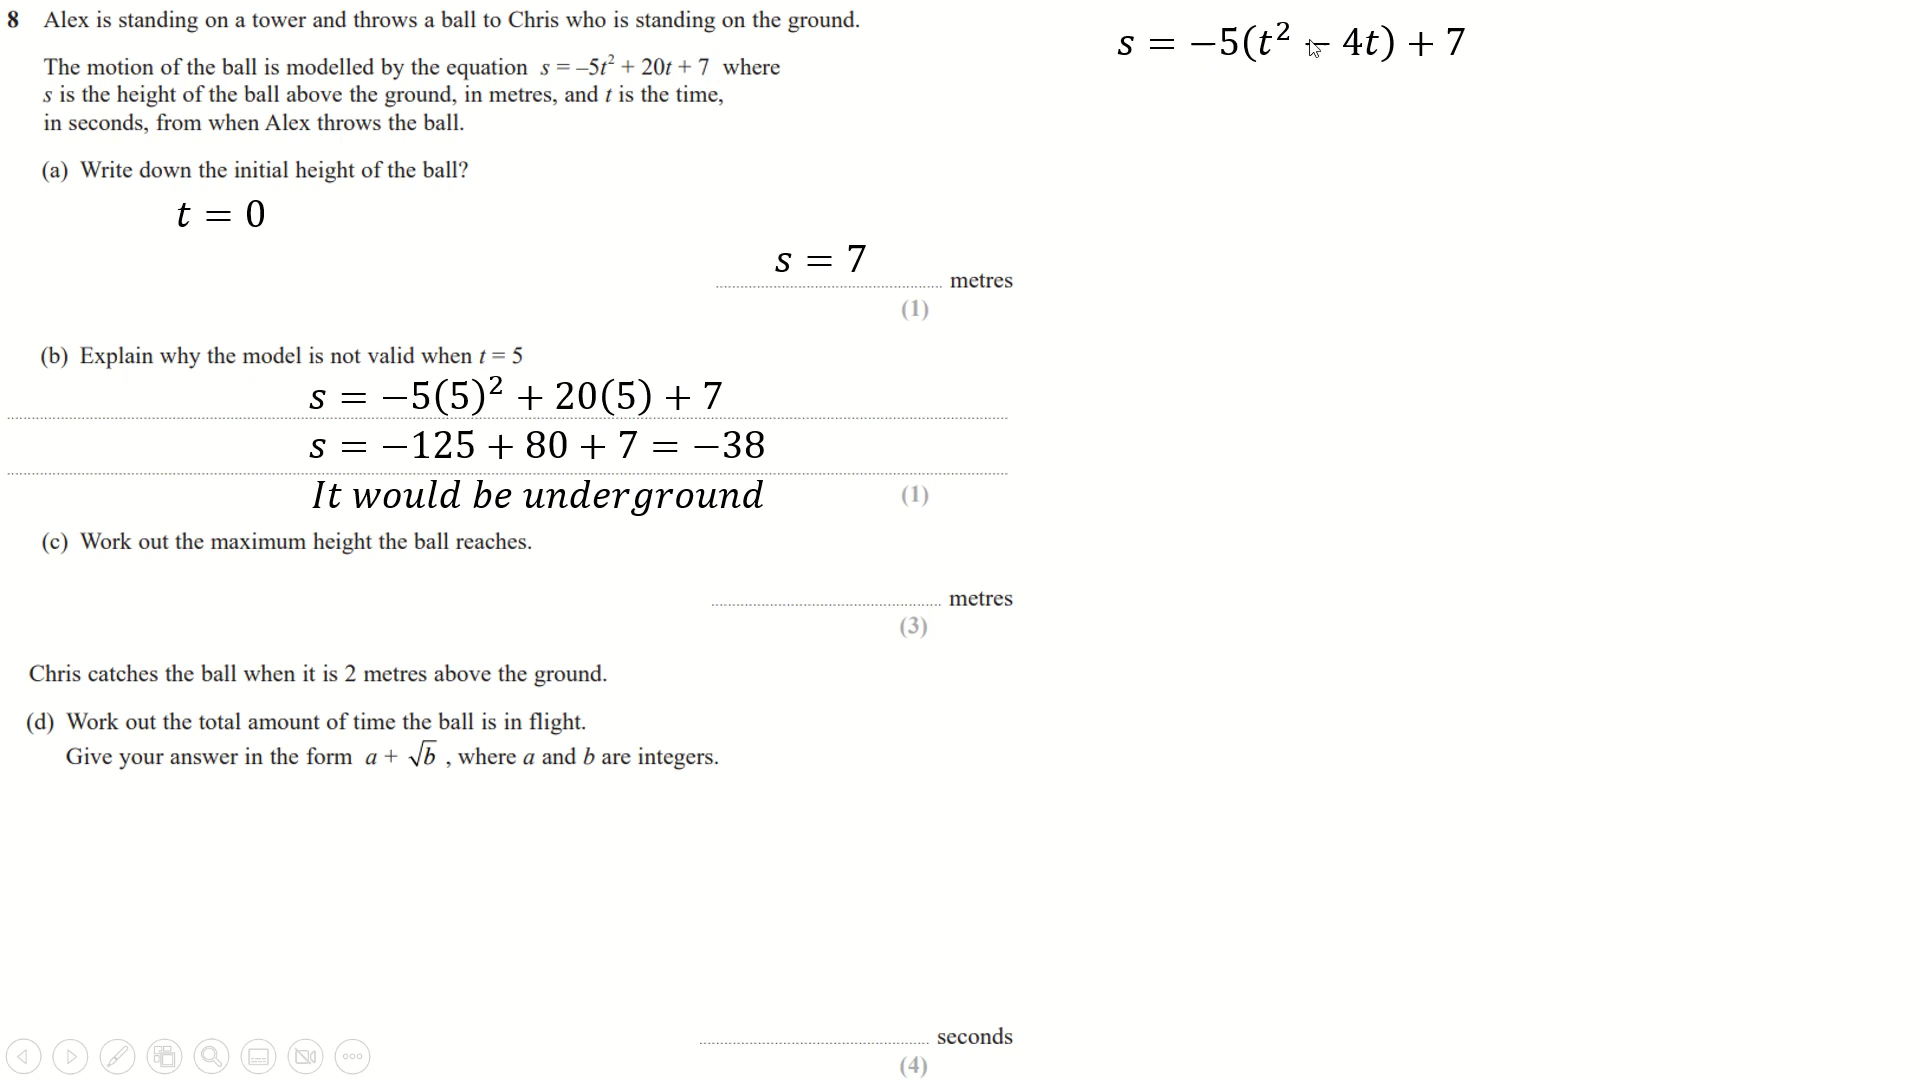 8 Alex is standing on a tower and throws a ball to Chris who is standing on the ground.
The motion of the ball is modelled by the equation s = –5t² + 20t + 7 where
s is the height of the ball above the ground, in metres, and t is the time,
in seconds, from when Alex throws the ball.
(a) Write down the initial height of the ball?
t = 0
s = 7
metres
(1)
(b) Explain why the model is not valid when t = 5
s = −5(5)² + 20(5) + 7
s = −125 + 80 + 7 = −38
It would be underground
(1)
(c) Work out the maximum height the ball reaches.
metres
(3)
Chris catches the ball when it is 2 metres above the ground.
(d) Work out the total amount of time the ball is in flight.
Give your answer in the form a + √b , where a and b are integers.
seconds
(4)
s = −5(t² − 4t) + 7